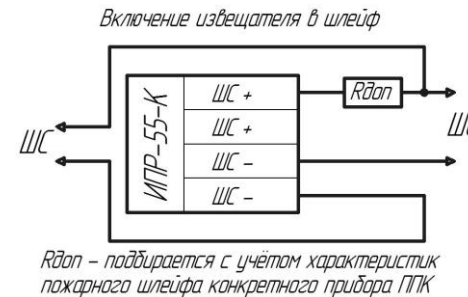 Включение извещателя в шлейф
ИПР-55-К
ШС +
Rдоп
ШС +
ШС
ШС -
ШС -
Rдоп - подбирается с учётом характеристик
пожарного шлейфа конкретного прибора ППК